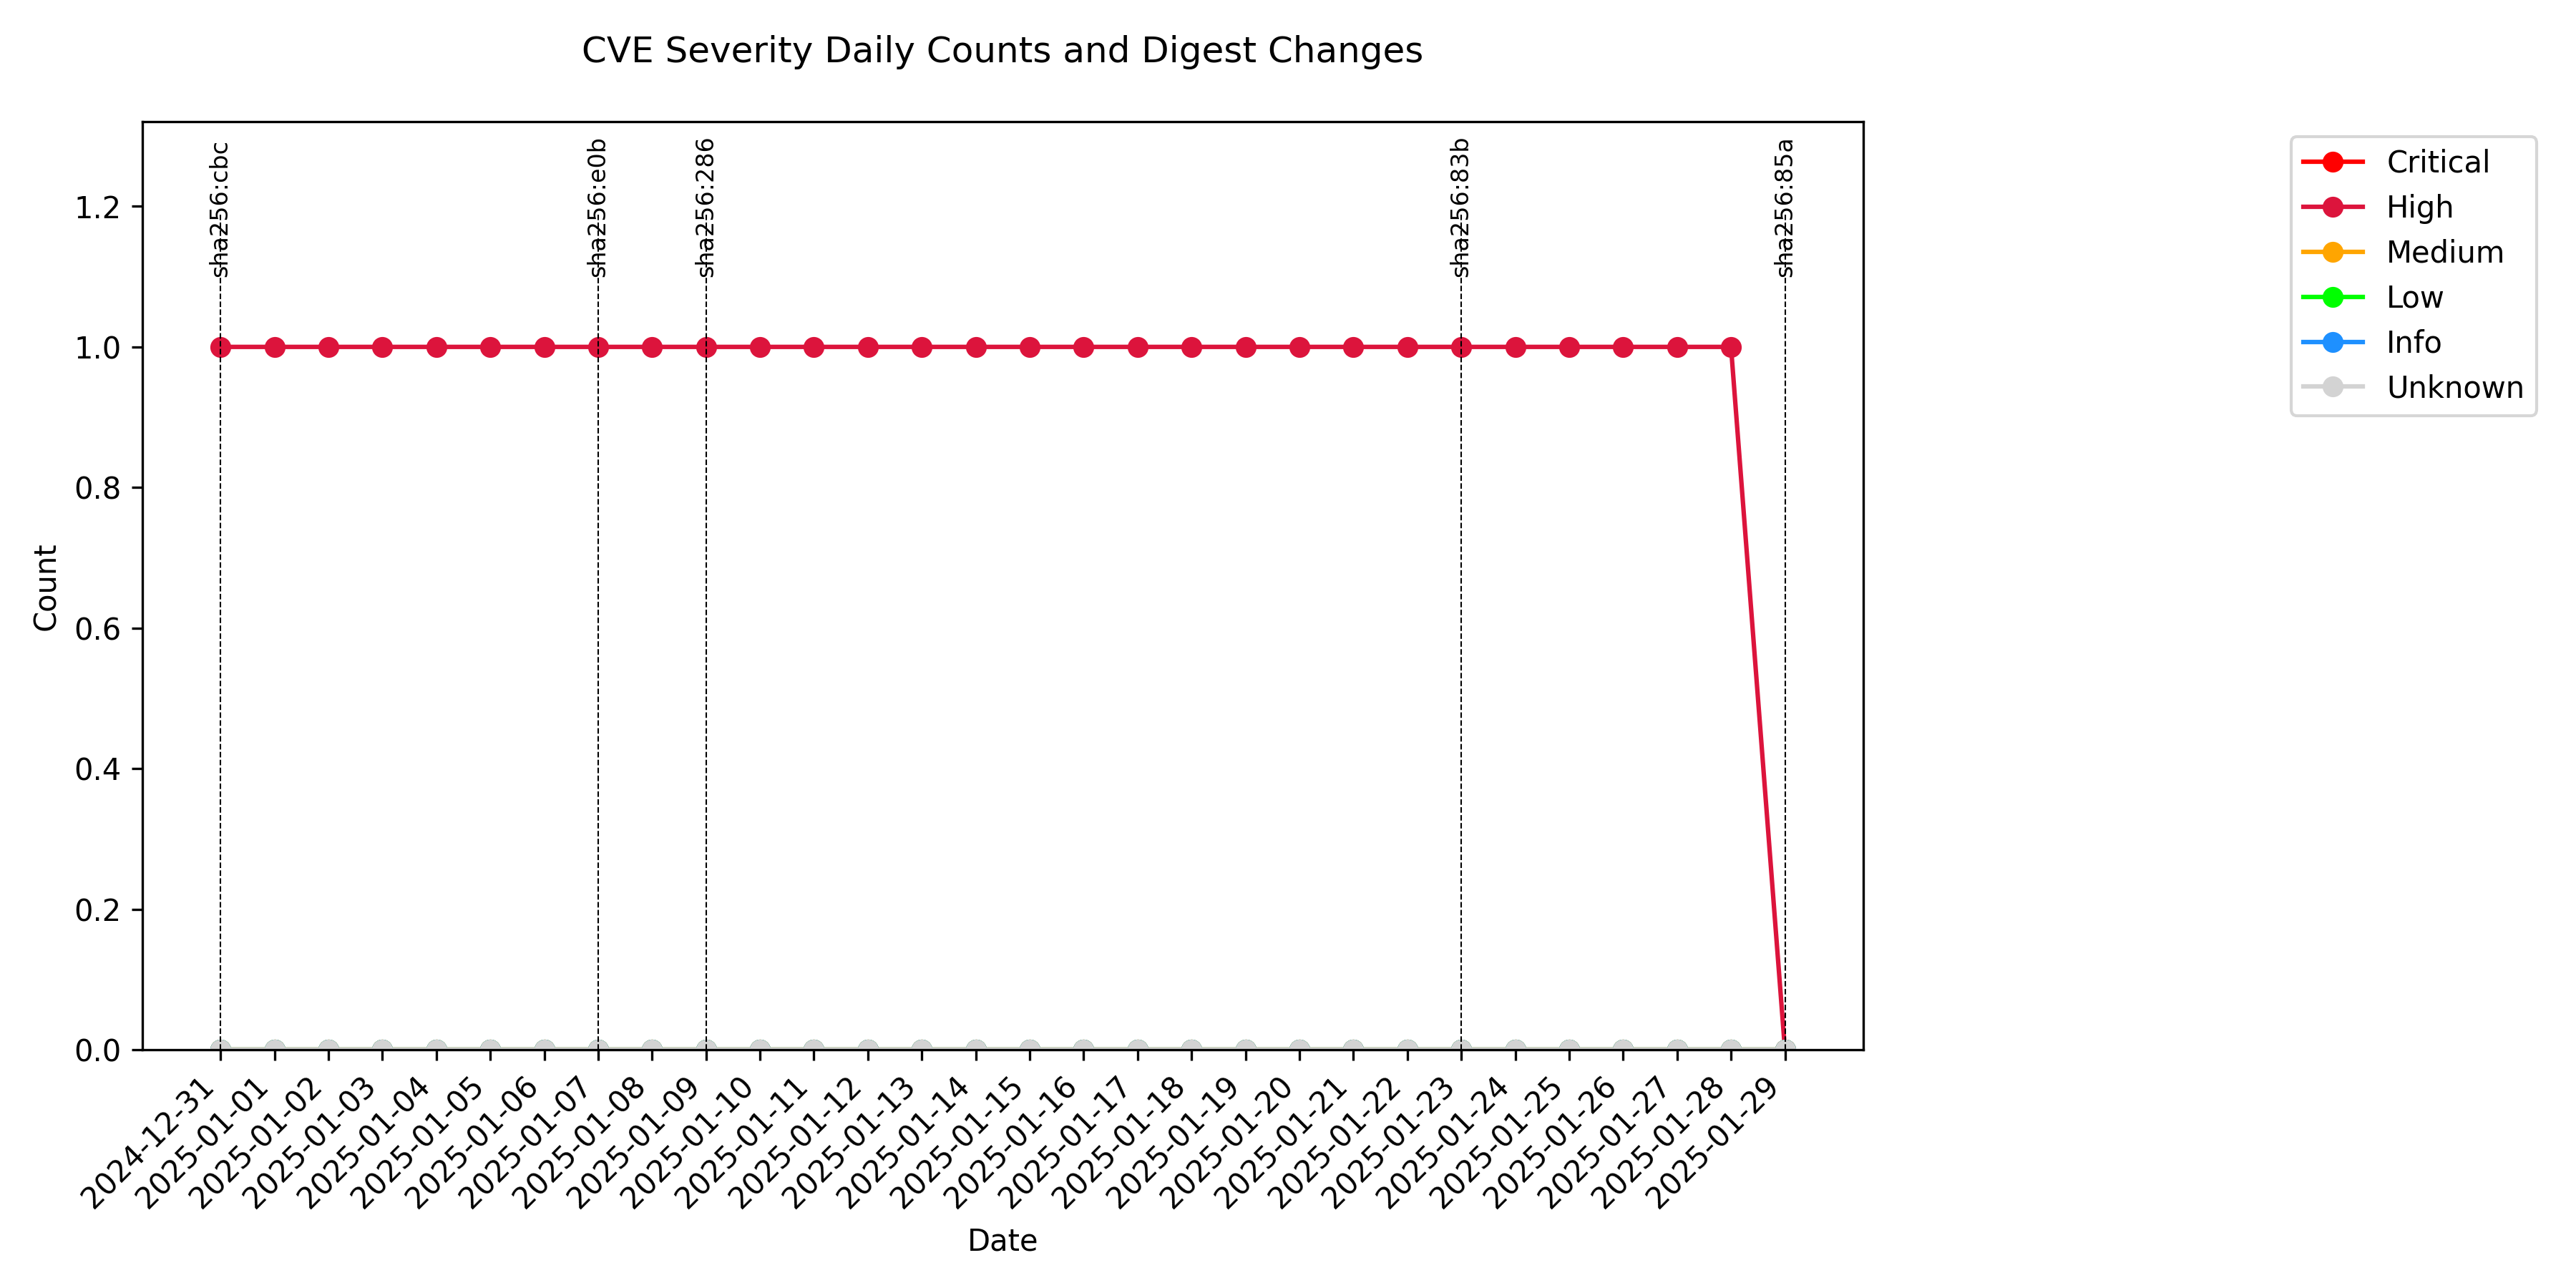 CVE Severity Daily Counts and Digest Changes
sha256:cbc
sha256:e0b
sha256:286
sha256:83b
sha256:85a
Critical
High
Medium
Low
Info
Unknown
Count
1.2
1.0
0.8
0.6
0.4
0.2
0.0
2024-12-31
2025-01-01
2025-01-02
2025-01-03
2025-01-04
2025-01-05
2025-01-06
2025-01-07
2025-01-08
2025-01-09
2025-01-10
2025-01-11
2025-01-12
2025-01-13
2025-01-14
2025-01-15
2025-01-16
2025-01-17
2025-01-18
2025-01-19
2025-01-20
2025-01-21
2025-01-22
2025-01-23
2025-01-24
2025-01-25
2025-01-26
2025-01-27
2025-01-28
2025-01-29
Date